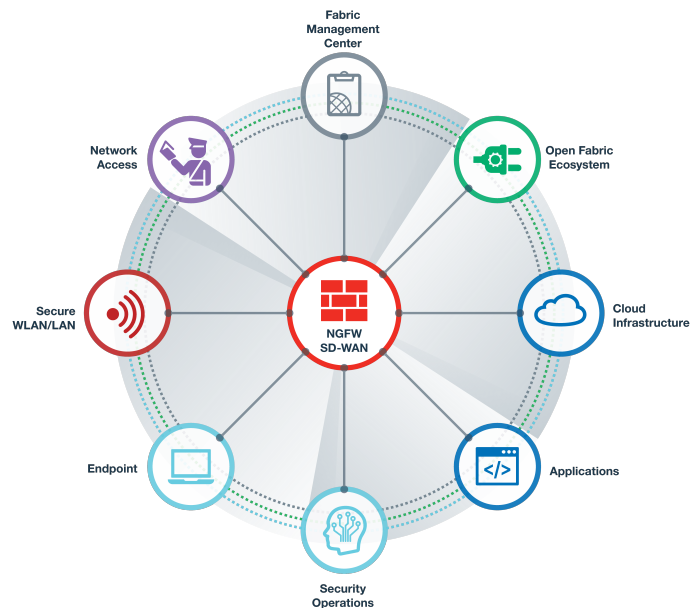 Fabric
Management
Center
Network
Access
Open Fabric
Ecosystem
Secure
WLAN/LAN
NGFW
SD-WAN
Cloud
Infrastructure
Endpoint
</>
Applications
Security
Operations